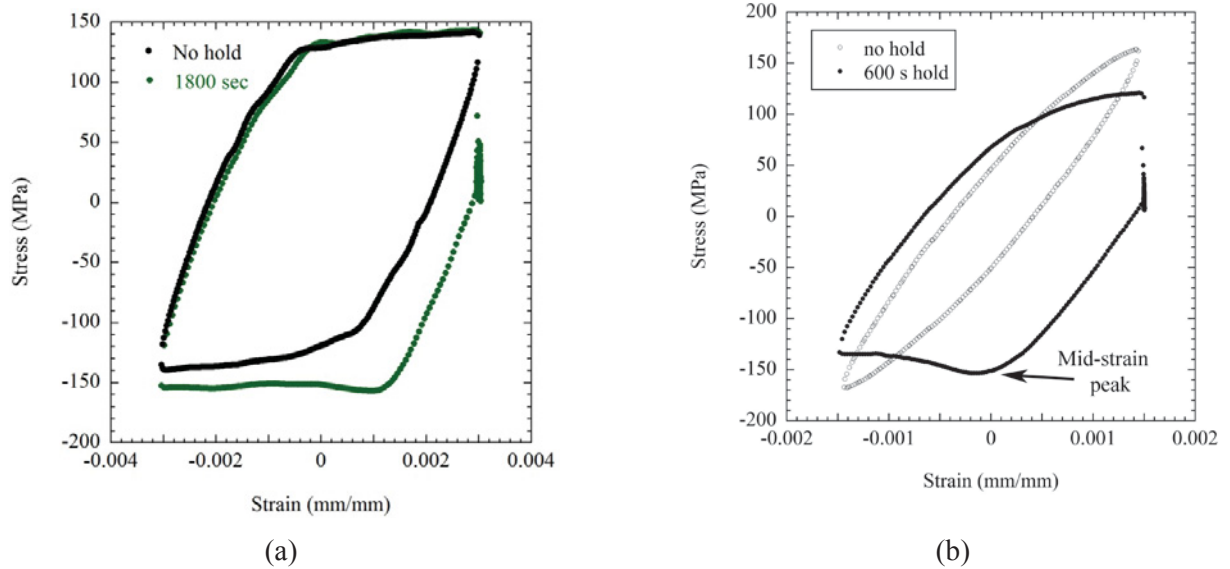 150
100
50
0
-50
-100
-150
-200
-0.004
-0.002
0
0.002
0.004
Stress (MPa)
Strain (mm/mm)
No hold
1800 sec
(a)
200
150
100
50
0
-50
-100
-150
-200
-0.002
-0.001
0
0.001
0.002
Stress (MPa)
Strain (mm/mm)
no hold
600 s hold
Mid-strain
peak
(b)